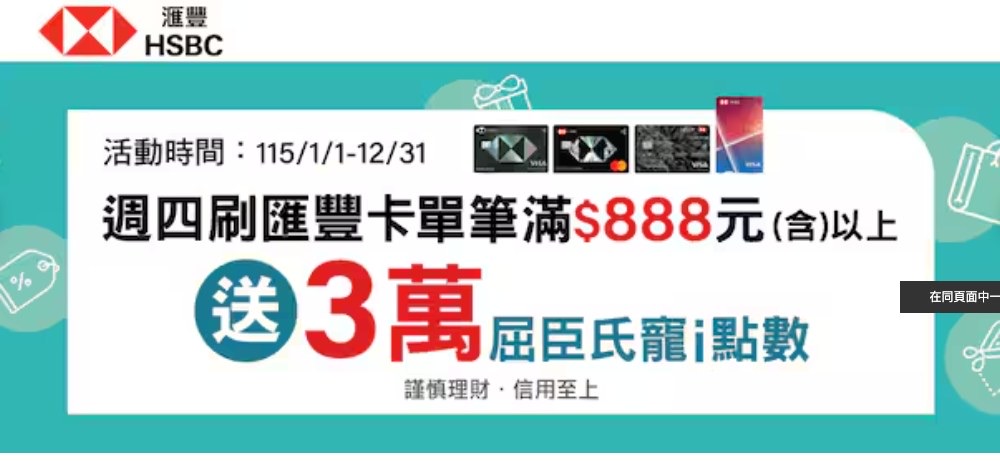 滙豐
HSBC
活動時間：115/1/1-12/31
週四刷匯豐卡單筆滿$888元(含)以上
送3萬屈臣氏寵i點數
謹慎理財·信用至上
在同頁面中一